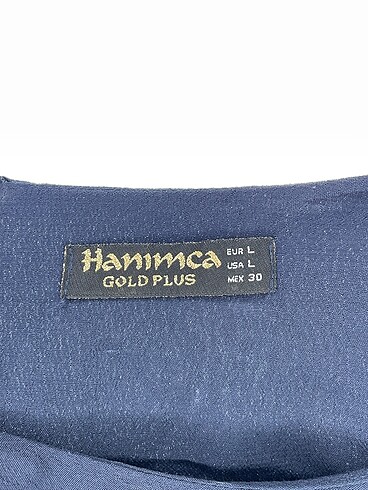 Hanımca
GOLD PLUS
EUR L
USA L
MEX 30